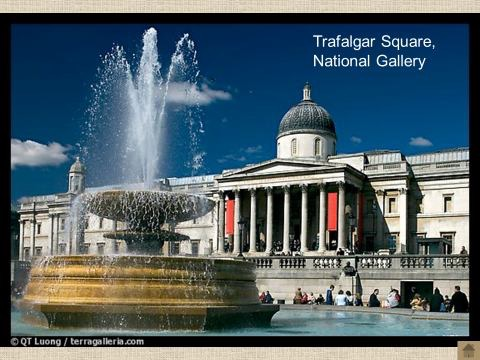 Trafalgar Square,
National Gallery
© QT Luong / terragalleria.com